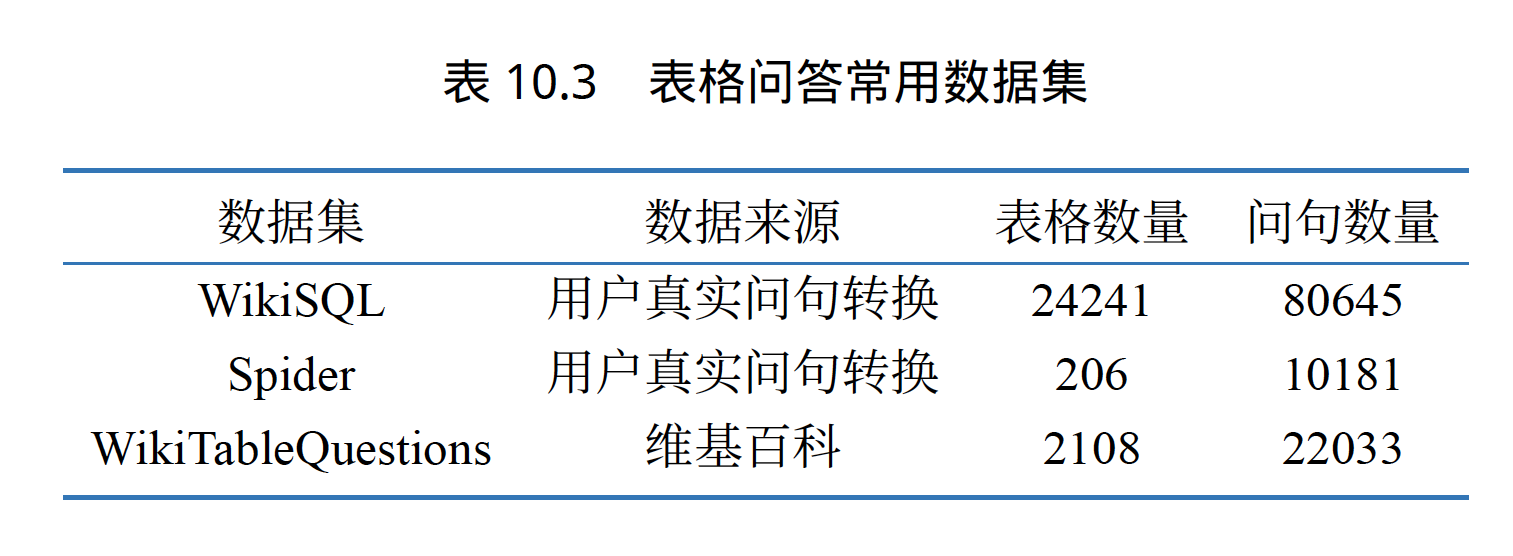 表 10.3 表格问答常用数据集
数据集 数据来源 表格数量 问句数量
WikiSQL 用户真实问句转换 24241 80645
Spider 用户真实问句转换 206 10181
WikiTableQuestions 维基百科 2108 22033